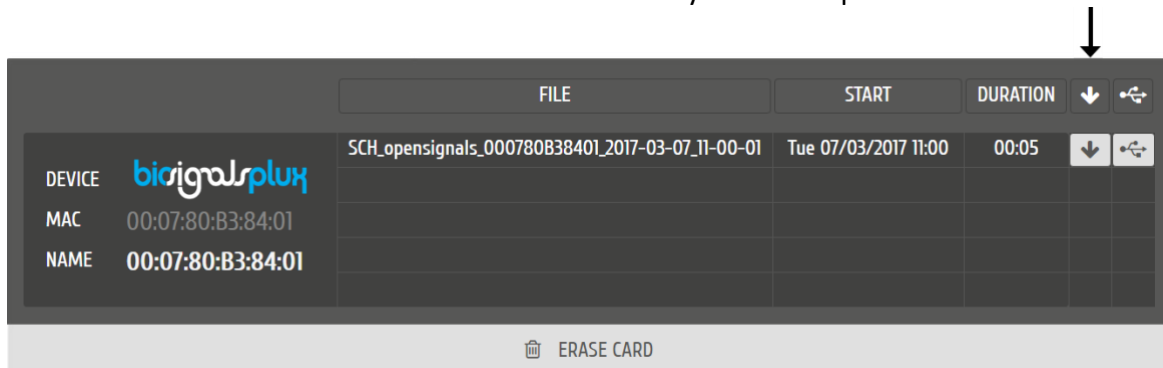 FILE START DURATION
SCH_opensignals_000780B38401_2017-03-07_11-00-01 Tue 07/03/2017 11:00 00:05
DEVICE biosignalsplux
MAC 00:07:80:B3:84:01
NAME 00:07:80:B3:84:01
ERASE CARD